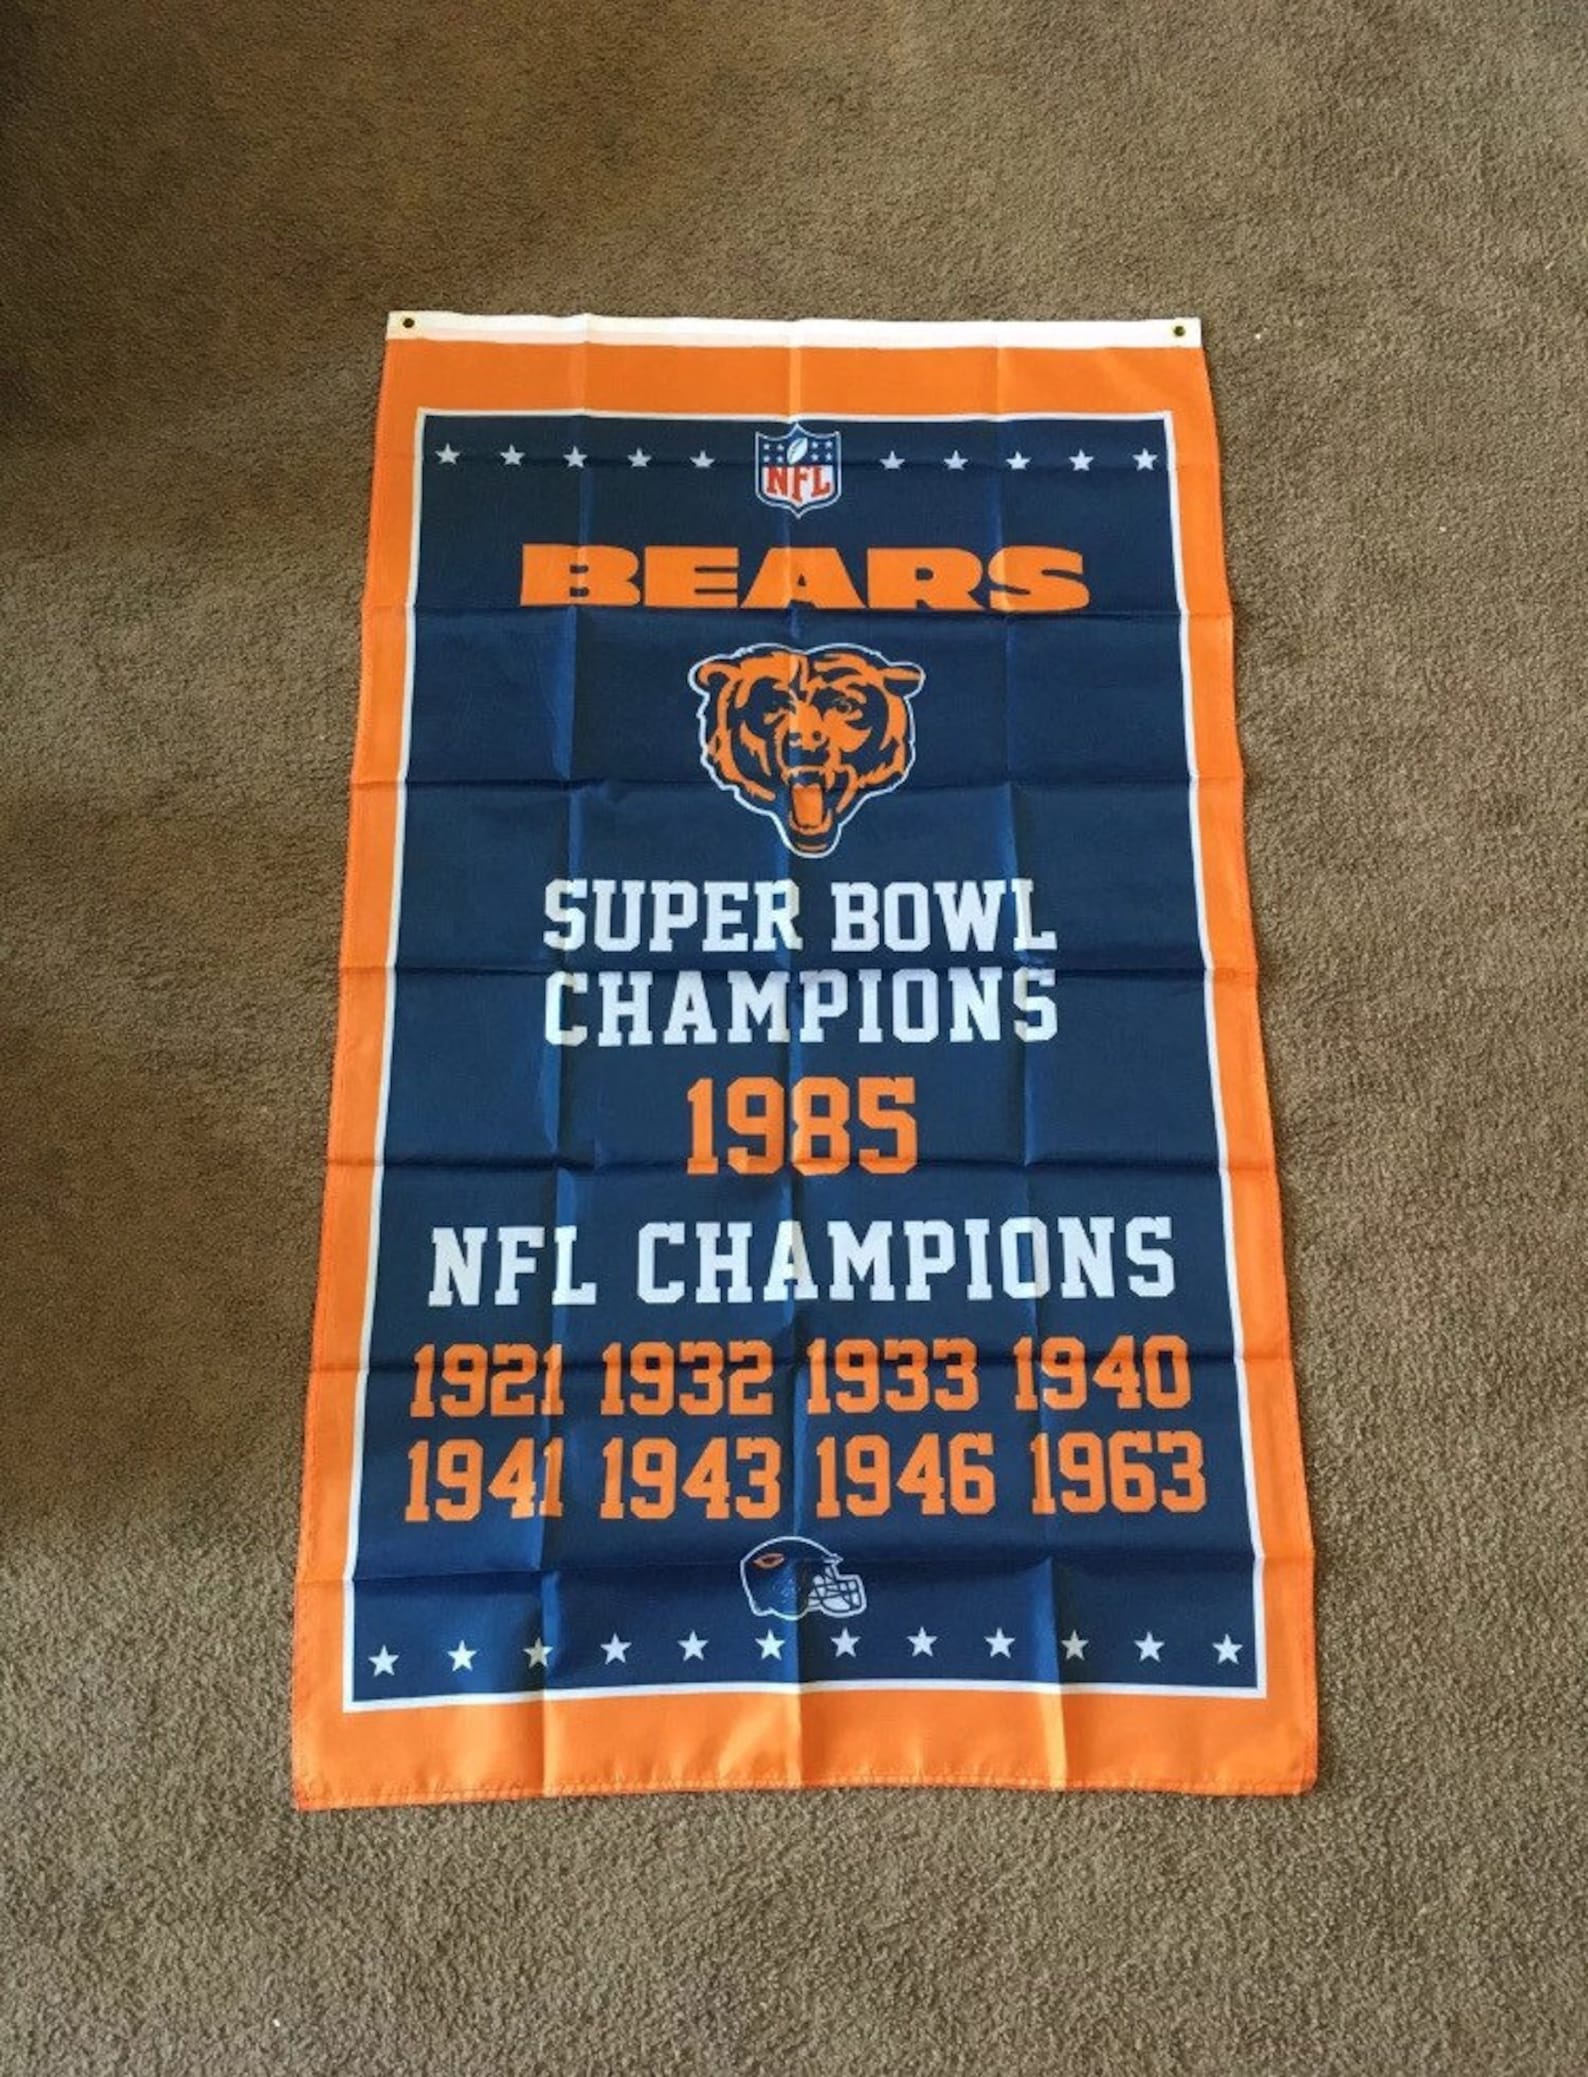 NFL
BEARS
SUPER BOWL
CHAMPIONS
1985
NFL CHAMPIONS
1921 1932 1933 1940
1941 1943 1946 1963